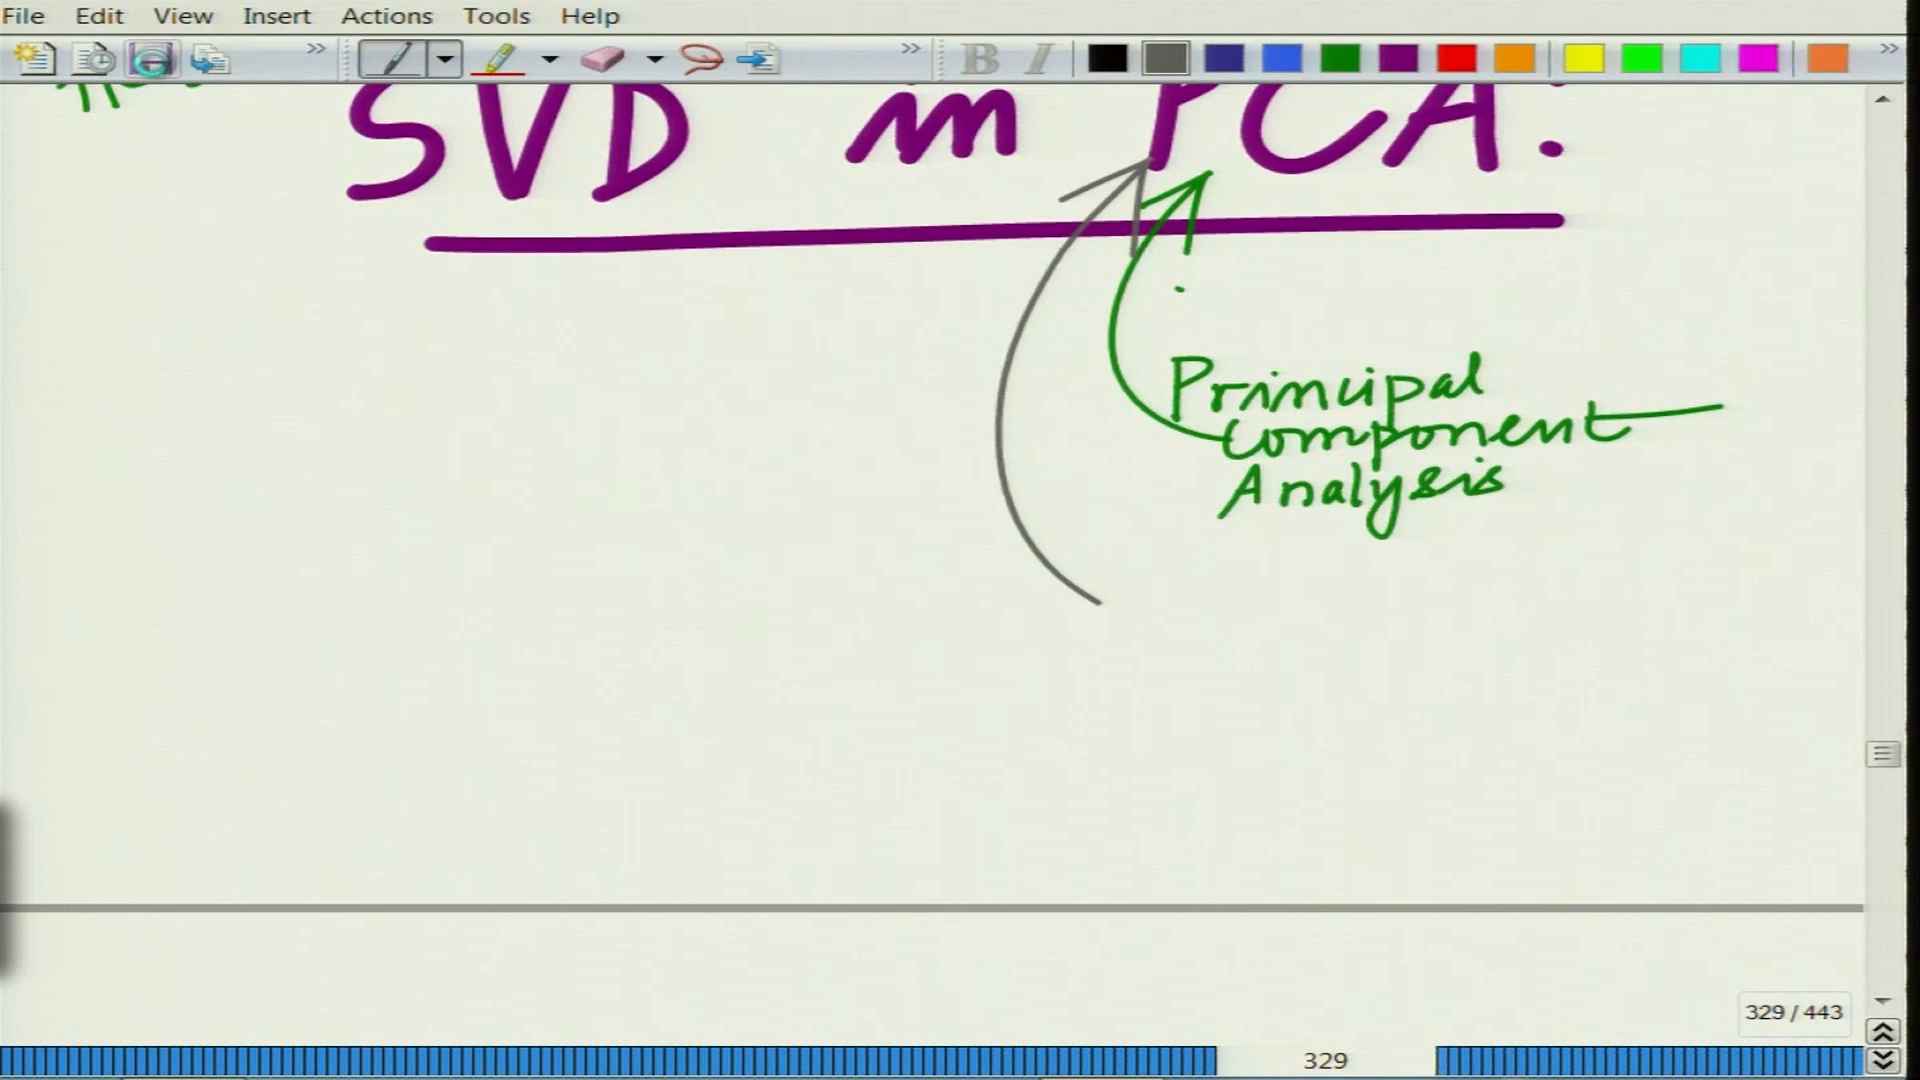 File Edit View Insert Actions Tools Help
B I
SVD in PCA:
Principal
Component
Analysis
329 / 443
329